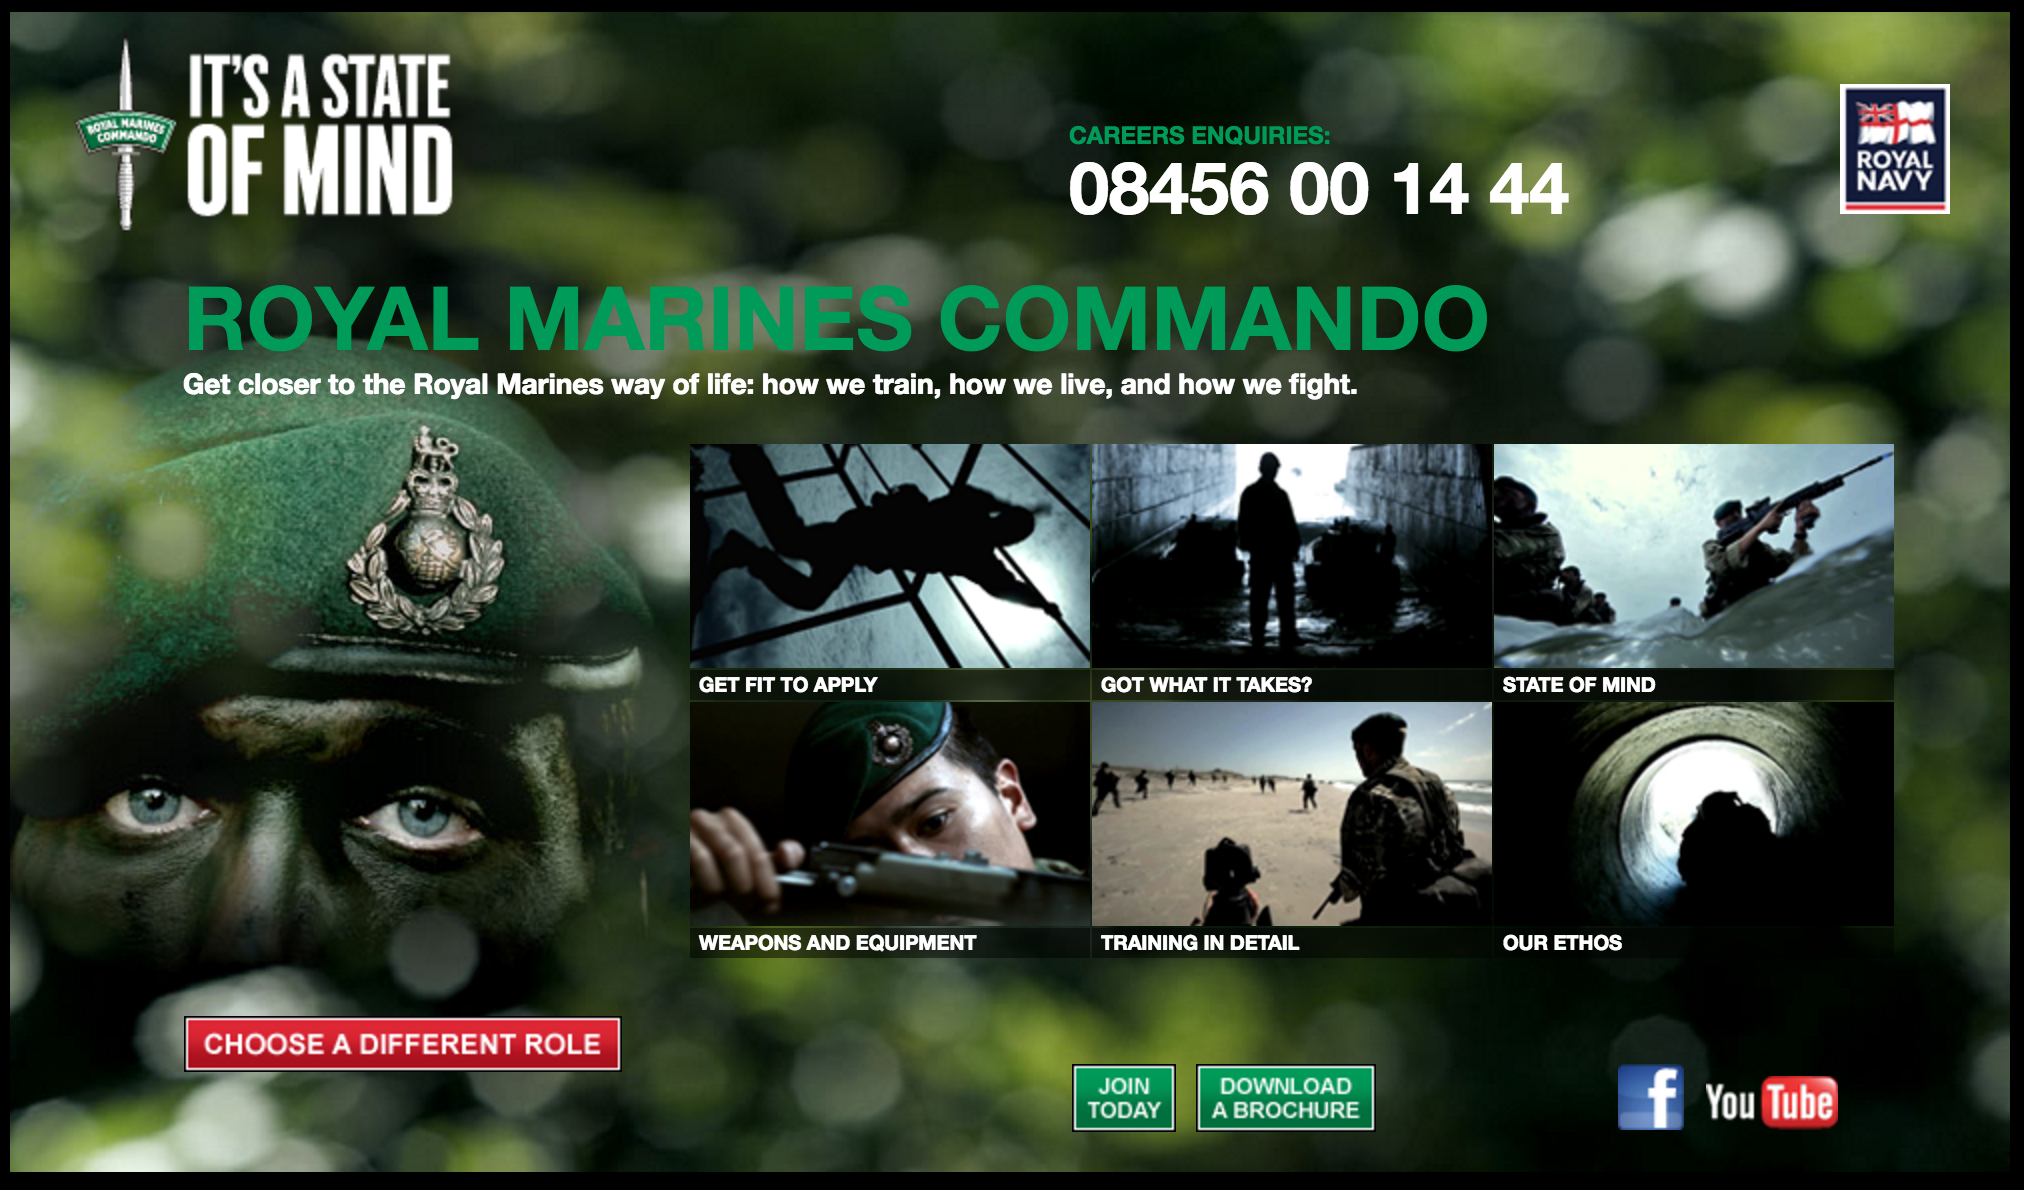 IT'S A STATE
OF MIND
ROYAL MARINES
COMMANDO
CAREERS ENQUIRIES:
08456 00 14 44
ROYAL
NAVY
ROYAL MARINES COMMANDO
Get closer to the Royal Marines way of life: how we train, how we live, and how we fight.
GET FIT TO APPLY
GOT WHAT IT TAKES?
STATE OF MIND
WEAPONS AND EQUIPMENT
TRAINING IN DETAIL
OUR ETHOS
CHOOSE A DIFFERENT ROLE
JOIN
TODAY
DOWNLOAD
A BROCHURE
f
YouTube